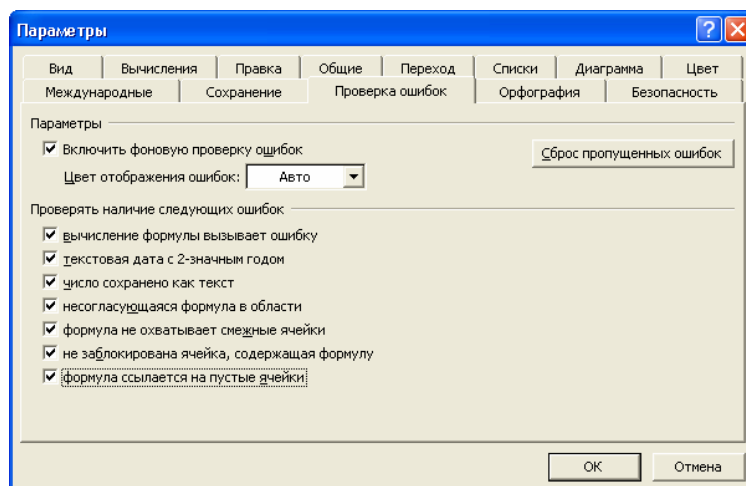 Параметры
Вид Вычисления Правка Общие Переход Списки Диаграмма Цвет
Международные Сохранение Проверка ошибок Орфография Безопасность
Параметры
Включить фоновую проверку ошибок Сброс пропущенных ошибок
Цвет отображения ошибок: Авто
Проверять наличие следующих ошибок
вычисление формулы вызывает ошибку
текстовая дата с 2-значным годом
число сохранено как текст
несогласующаяся формула в области
формула не охватывает смежные ячейки
не заблокирована ячейка, содержащая формулу
формула ссылается на пустые ячейки
ОК Отмена